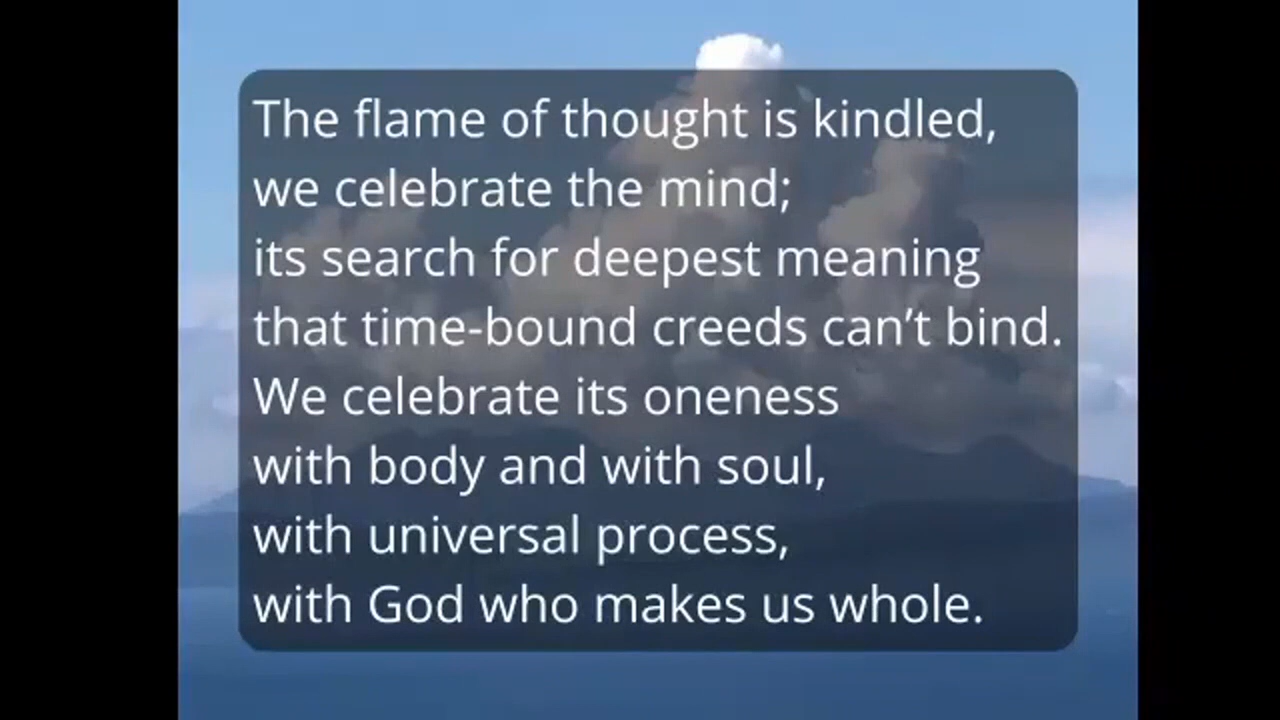 The flame of thought is kindled,
we celebrate the mind;
its search for deepest meaning
that time-bound creeds can’t bind.
We celebrate its oneness
with body and with soul,
with universal process,
with God who makes us whole.